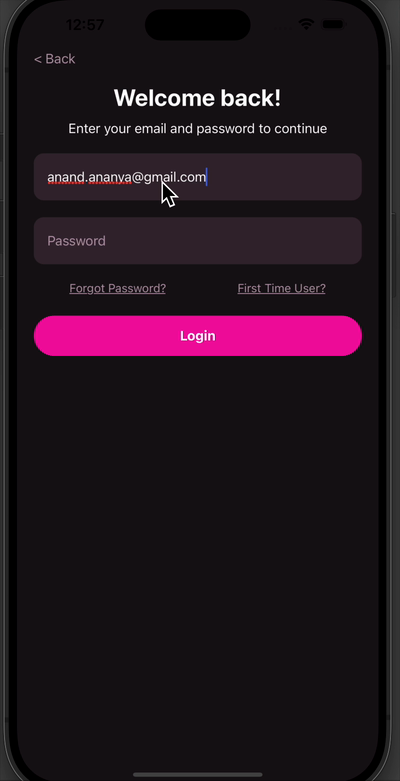 12:57
< Back
Welcome back!
Enter your email and password to continue
anand.ananya@gmail.com
Password
Forgot Password? First Time User?
Login